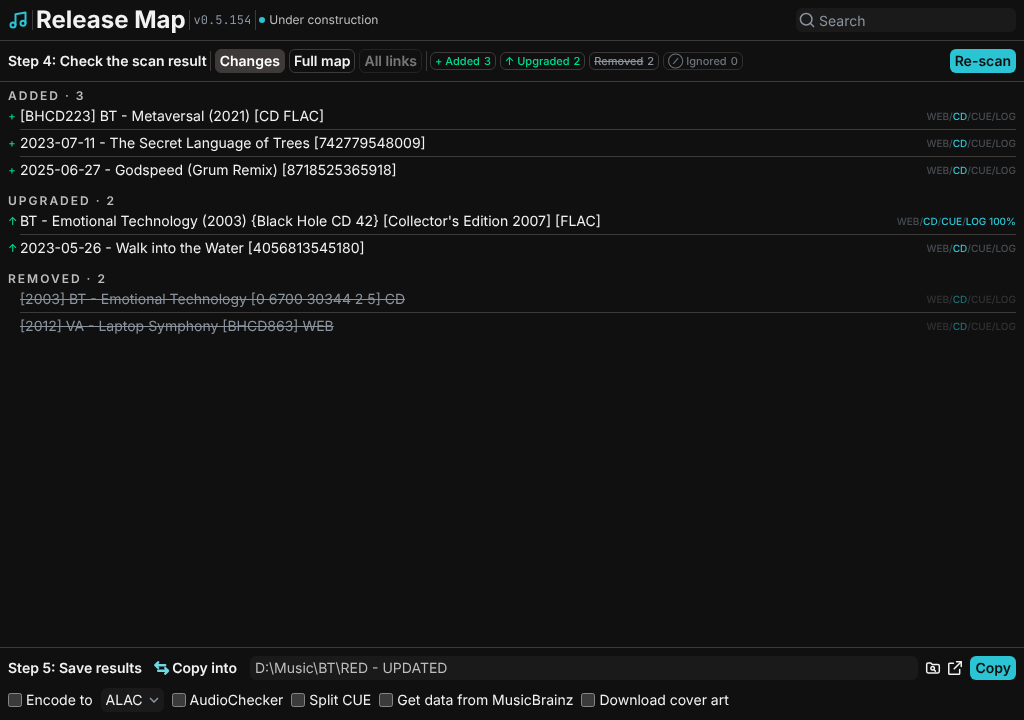 Release Map v0.5.154 Under construction Search
Step 4: Check the scan result Changes Full map All links + Added 3 ↑ Upgraded 2 Removed 2 Ignored 0 Re-scan
ADDED · 3
+ [BHCD223] BT - Metaversal (2021) [CD FLAC] WEB/CD/CUE/LOG
+ 2023-07-11 - The Secret Language of Trees [742779548009] WEB/CD/CUE/LOG
+ 2025-06-27 - Godspeed (Grum Remix) [8718525365918] WEB/CD/CUE/LOG
UPGRADED · 2
↑ BT - Emotional Technology (2003) {Black Hole CD 42} [Collector's Edition 2007] [FLAC] WEB/CD/CUE/LOG 100%
↑ 2023-05-26 - Walk into the Water [4056813545180] WEB/CD/CUE/LOG
REMOVED · 2
[2003] BT - Emotional Technology [0 6700 30344 2 5] CD WEB/CD/CUE/LOG
[2012] VA - Laptop Symphony [BHCD863] WEB WEB/CD/CUE/LOG
Step 5: Save results Copy into D:\Music\BT\RED - UPDATED Copy
Encode to ALAC AudioChecker Split CUE Get data from MusicBrainz Download cover art